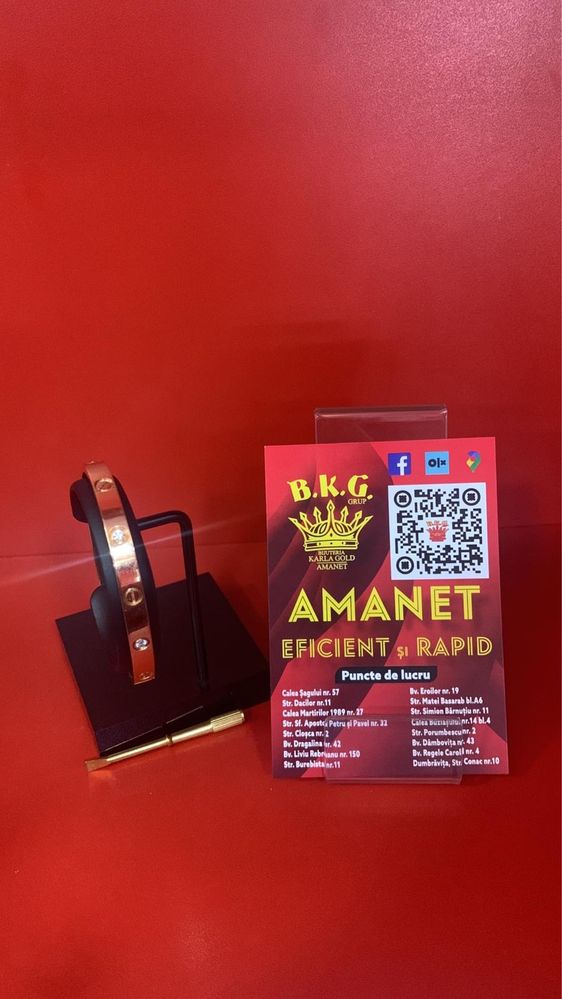 olx
B.K.G.
GRUP
BIJUTERIA
KARLA GOLD
AMANET
AMANET
EFICIENT ȘI RAPID
Puncte de lucru
Calea Șagului nr. 57
Str. Dacilor nr.11
Calea Martirilor 1989 nr. 27
Str. Sf. Apostoli Petru și Pavel nr. 32
Str. Cloșca nr. 2
Bv. Dragalina nr. 42
Bv. Liviu Rebreanu nr. 150
Str. Burebista nr.11
Bv. Eroilor nr. 19
Str. Matei Basarab bl.A6
Str. Simion Bărnuțiu nr. 11
Calea Buziașului nr.14 bl.4
Str. Porumbescu nr. 2
Bv. Dâmbovița nr. 43
Bv. Regele Carol I nr. 4
Dumbrăvița, Str. Conac nr.10